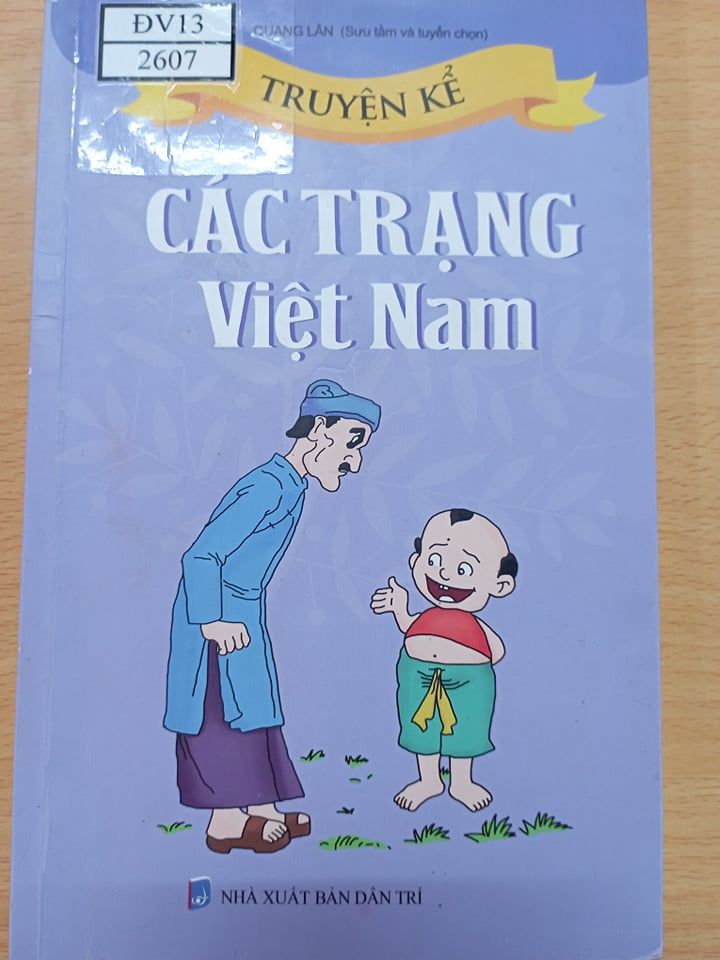 ĐV13
2607
QUANG LÂN (Sưu tầm và tuyển chọn)
TRUYỆN KỂ
CÁC TRẠNG
Việt Nam
NHÀ XUẤT BẢN DÂN TRÍ